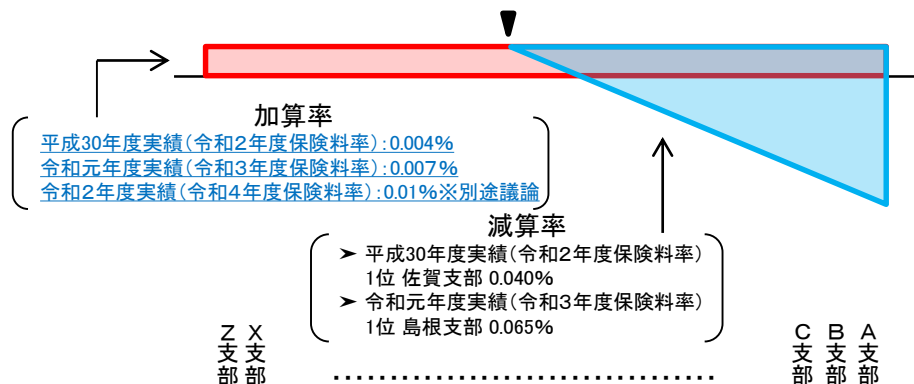 加算率
平成30年度実績(令和2年度保険料率):0.004%
令和元年度実績(令和3年度保険料率):0.007%
令和2年度実績(令和4年度保険料率):0.01%※別途議論
減算率
➤ 平成30年度実績(令和2年度保険料率)
1位 佐賀支部 0.040%
➤ 令和元年度実績(令和3年度保険料率)
1位 島根支部 0.065%
Z支部
X支部
..................................
C支部
B支部
A支部